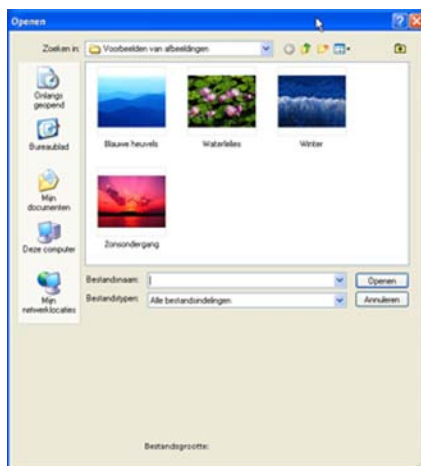 Openen
Zoeken in:
Voorbeelden van afbeeldingen
Onlangs
geopend
Bureaublad
Mijn
documenten
Deze computer
Mijn
netwerklocaties
Blauwe heuvels
Waterlelies
Winter
Zonsondergang
Bestandsnaam:
Openen
Bestandstypen:
Alle bestandsindelingen
Annuleren
Bestandsgrootte: